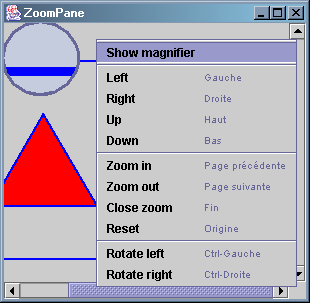 ZoomPane
Show magnifier
Left Gauche
Right Droite
Up Haut
Down Bas
Zoom in Page précédente
Zoom out Page suivante
Close zoom Fin
Reset Origine
Rotate left Ctrl-Gauche
Rotate right Ctrl-Droite